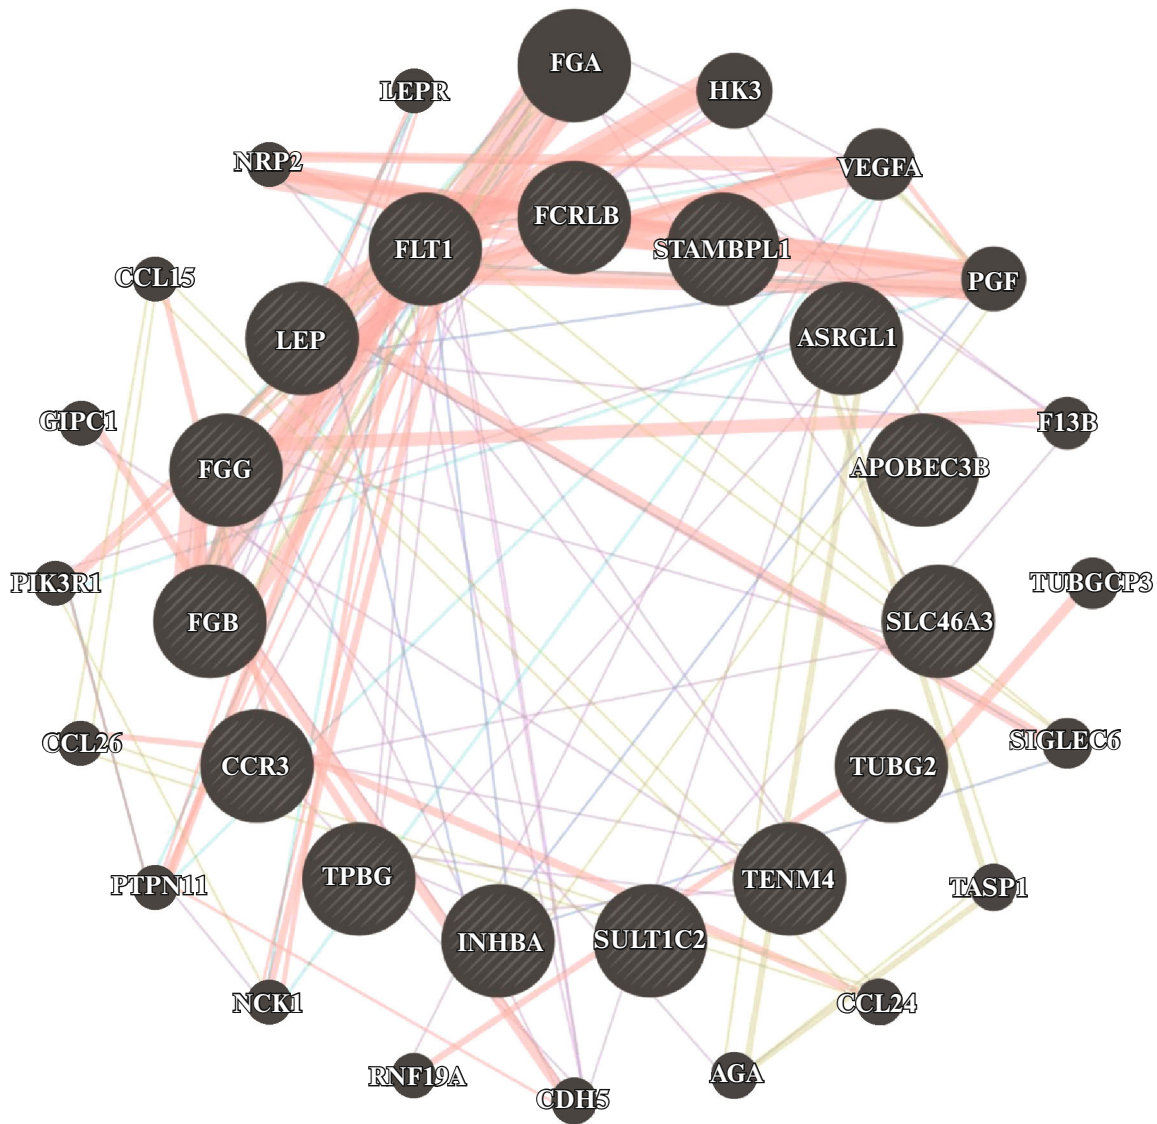 FGA
HK3
LEPR
NRP2
VEGFA
FCRLB
FLT1
STAMBPL1
CCL15
PGF
LEP
ASRGL1
GIPC1
F13B
FGG
APOBEC3B
PIK3R1
TUBGCP3
FGB
SLC46A3
CCL26
SIGLEC6
CCR3
TUBG2
PTPN11
TPBG
TENM4
TASP1
INHBA
SULT1C2
NCK1
CCL24
RNF19A
AGA
CDH5